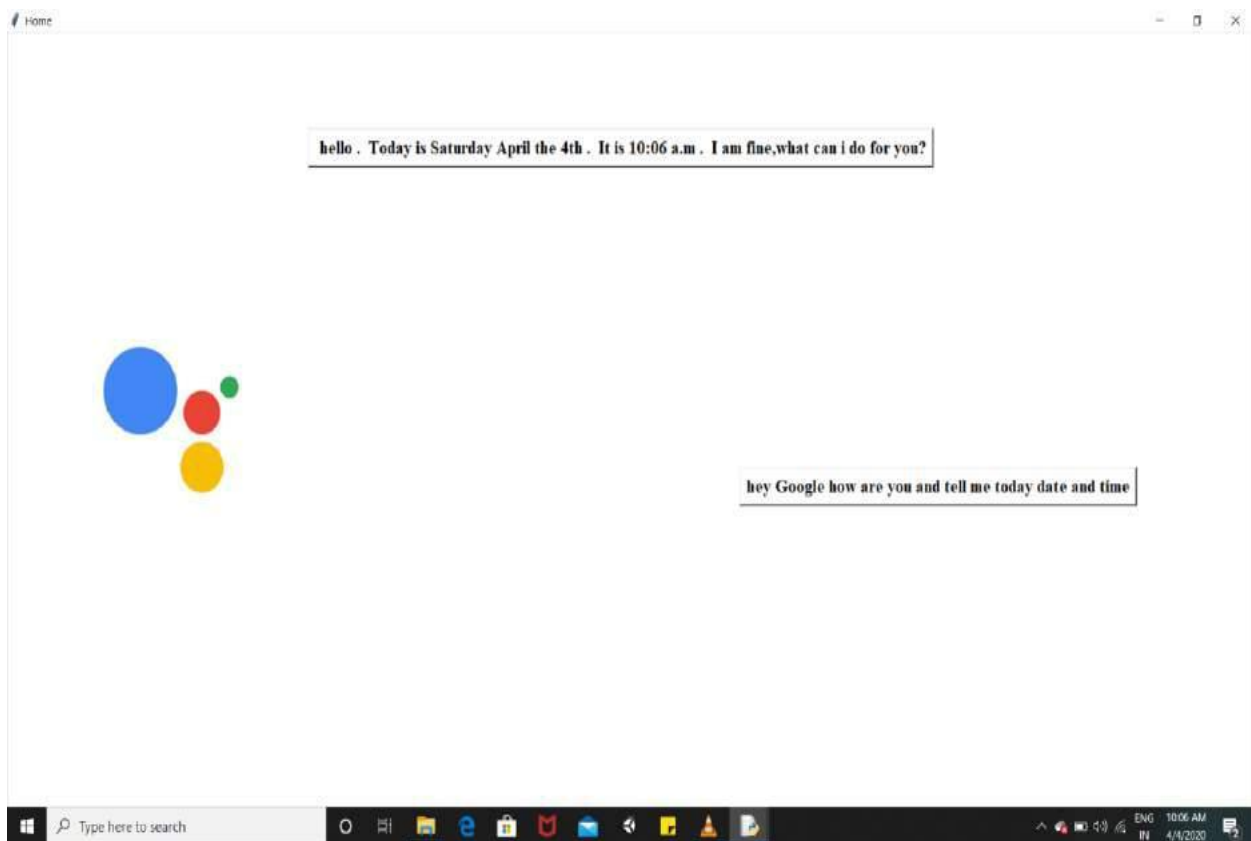 Home
hello . Today is Saturday April the 4th . It is 10:06 a.m . I am fine,what can i do for you?
hey Google how are you and tell me today date and time
Type here to search
ENG 10:06 AM
IN 4/4/2020
2